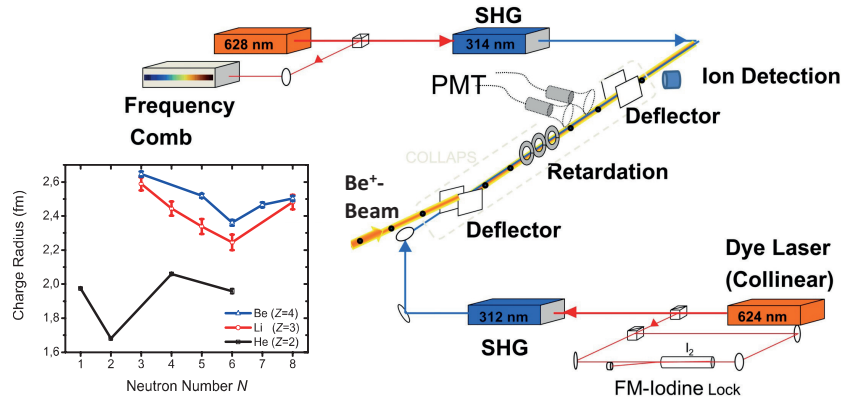 SHG
628 nm
314 nm
Frequency
Comb
PMT
Ion Detection
Deflector
COLLAPS
Retardation
Be⁺-
Beam
Deflector
Dye Laser
(Collinear)
312 nm
624 nm
SHG
I₂
FM-Iodine Lock
Charge Radius (fm)
2,6
2,4
2,2
2,0
1,8
1,6
Be (Z=4)
Li (Z=3)
He (Z=2)
1 2 3 4 5 6 7 8
Neutron Number N